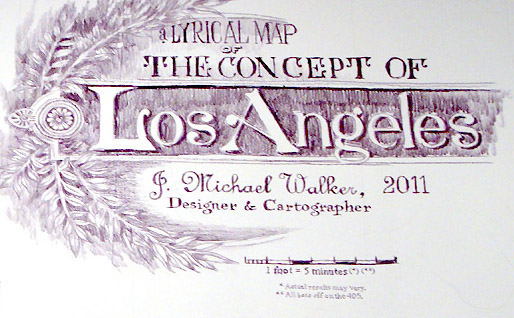 a LYRICAL MAP
OF
THE CONCEPT OF
Los Angeles
J. Michael Walker, 2011
Designer & Cartographer
1 foot = 5 minutes (*) (**)
* Actual results may vary.
** All bets off on the 405.